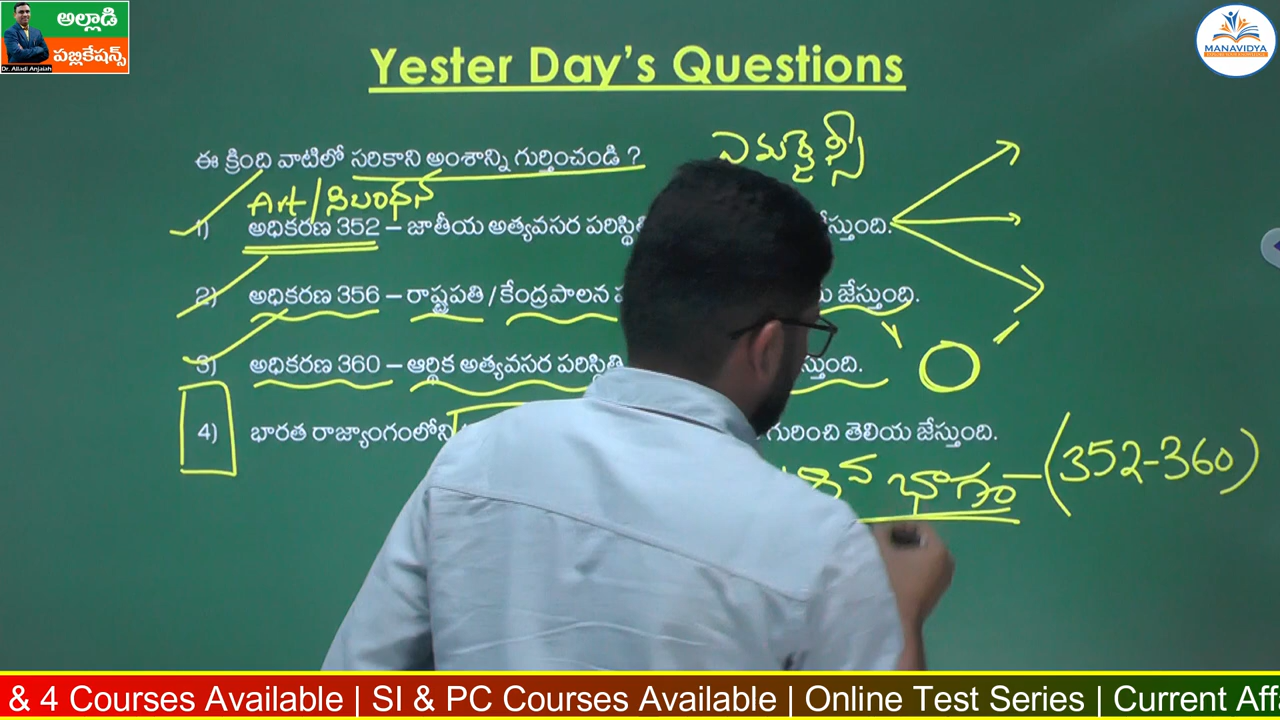 అల్లాడి
పబ్లికేషన్స్
Dr. Alladi Anjaiah
MANAVIDYA
Yester Day's Questions
ఎమర్జెన్సీ
ఈ క్రింది వాటిలో సరికాని అంశాన్ని గుర్తించండి ?
Art/నిబంధన
1) అధికరణ 352 – జాతీయ అత్యవసర
2) అధికరణ 356 – రాష్ట్రపతి / కేంద్రపాలన జేస్తుంది.
3) అధికరణ 360 – ఆర్థిక అత్యవసర పరిస్థితి
4) భారత రాజ్యాంగంలోని గురించి తెలియ జేస్తుంది.
భాగం – (352-360)
& 4 Courses Available | SI & PC Courses Available | Online Test Series | Current